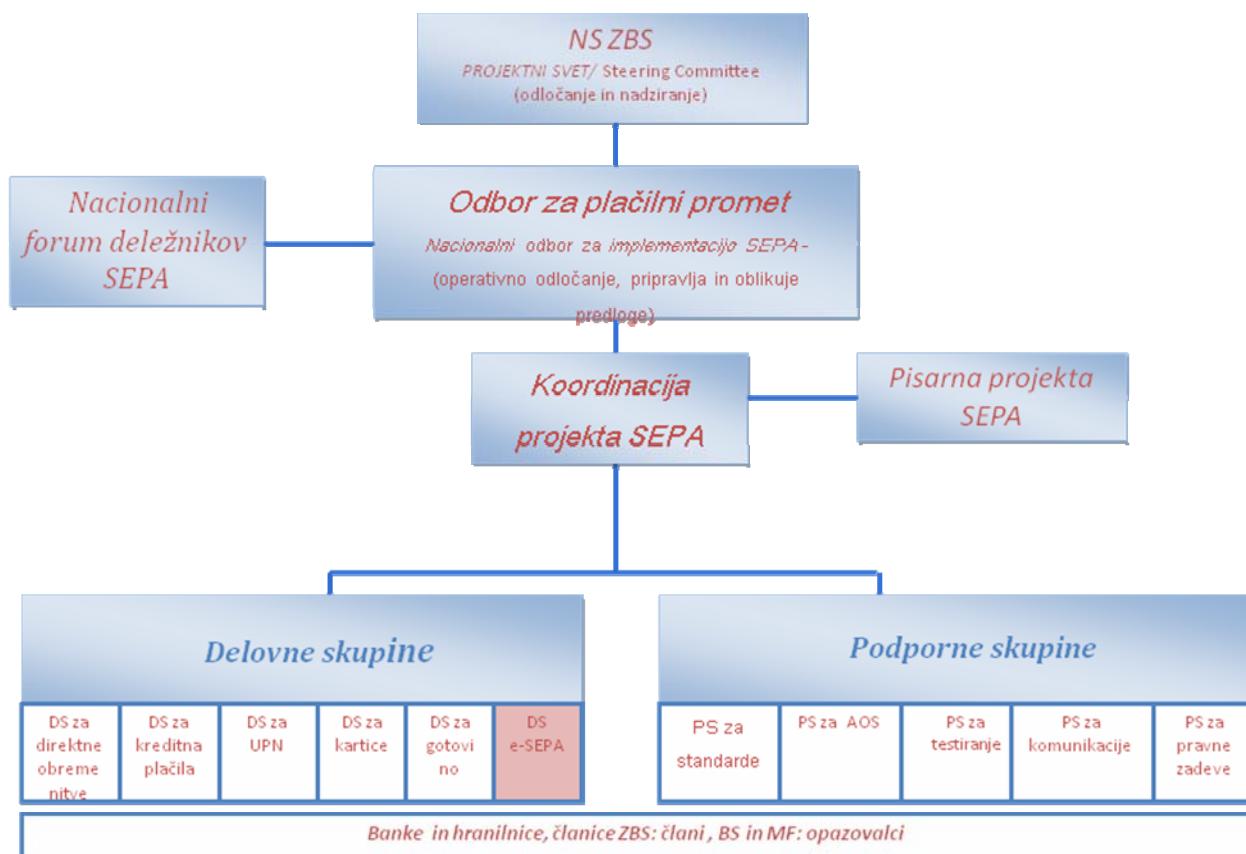 NS ZBS
PROJEKTNI SVET/ Steering Committee
(odločanje in nadziranje)
Nacionalni
forum deležnikov
SEPA
Odbor za plačilni promet
Nacionalni odbor za implementacijo SEPA-
(operativno odločanje, pripravlja in oblikuje
predloge)
Koordinacija
projekta SEPA
Pisarna projekta
SEPA
Delovne skupine
DS za
direktne
obreme
nitve
DS za
kreditna
plačila
DS za
UPN
DS za
kartice
DS za
gotovi
no
DS
e-SEPA
Podporne skupine
PS za
standarde
PS za AOS
PS za
testiranje
PS za
komunikacije
PS za
pravne
zadeve
Banke in hranilnice, članice ZBS: člani , BS in MF: opazovalci